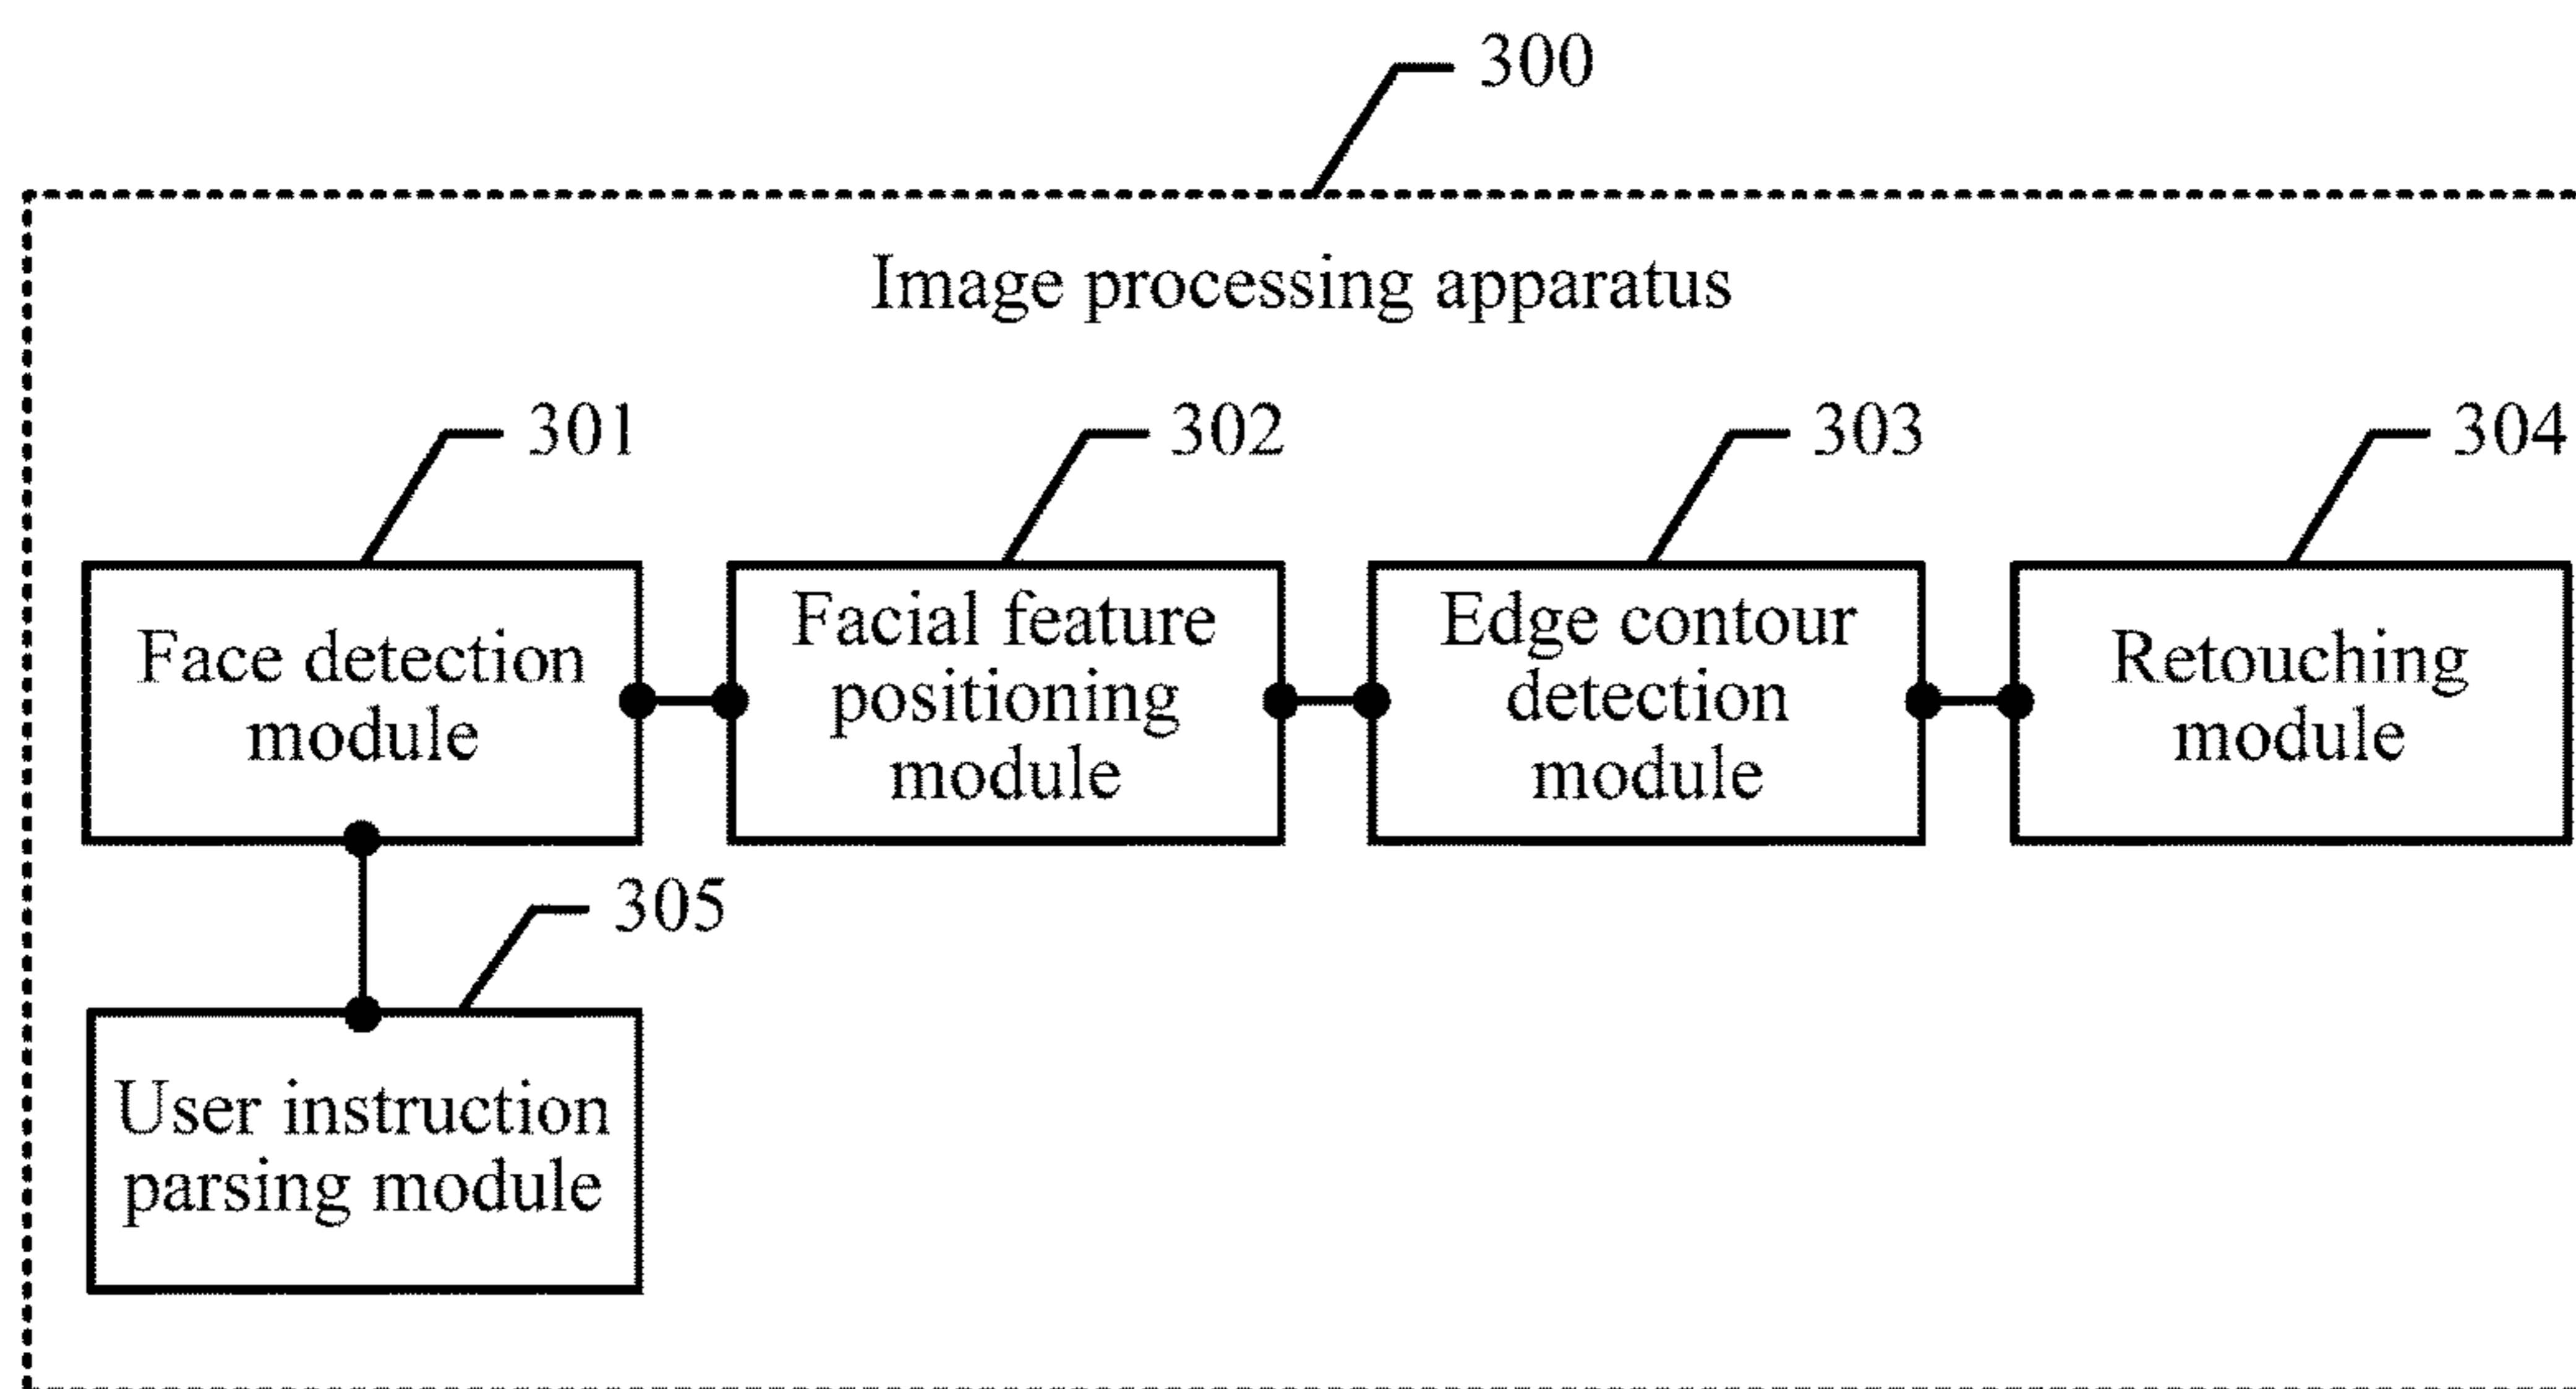 300
Image processing apparatus
301
302
303
304
Face detection
module
Facial feature
positioning
module
Edge contour
detection
module
Retouching
module
305
User instruction
parsing module